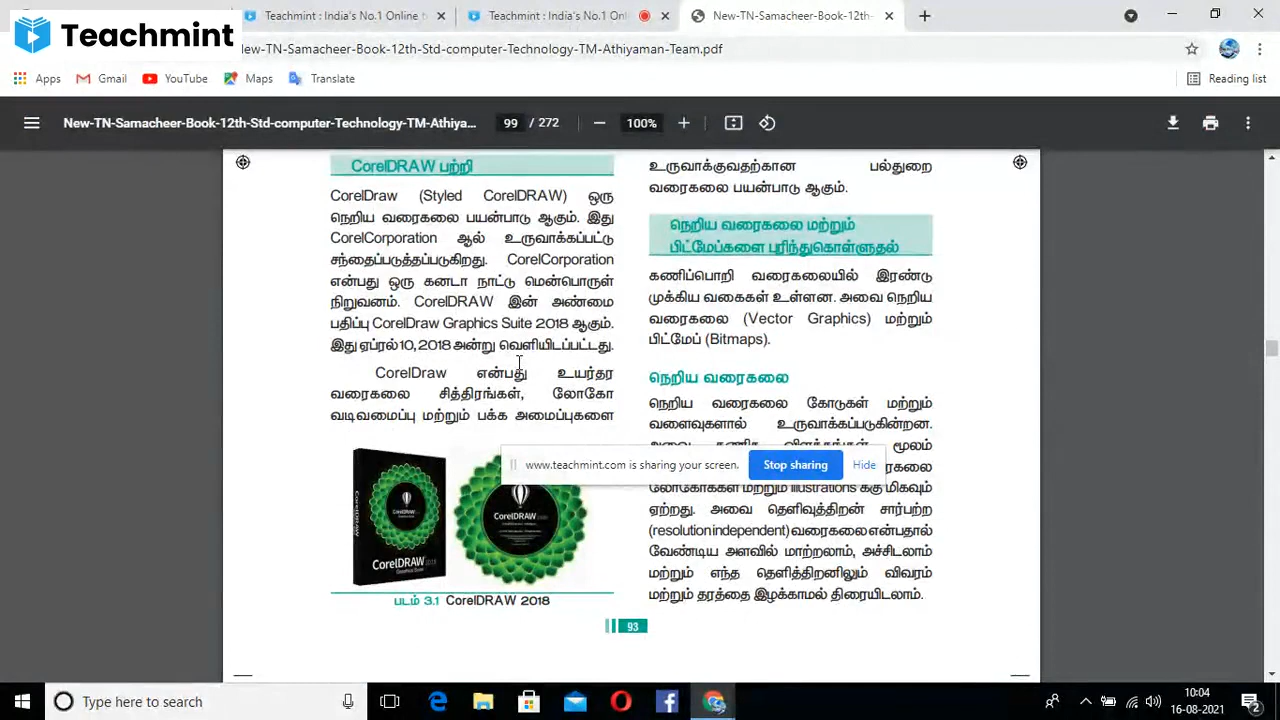 Teachmint : India's No.1 Online t
Teachmint : India's No.1 Onl
New-TN-Samacheer-Book-12th-
Teachmint
ew-TN-Samacheer-Book-12th-Std-computer-Technology-TM-Athiyaman-Team.pdf
Apps
Gmail
YouTube
Maps
Translate
Reading list
New-TN-Samacheer-Book-12th-Std-computer-Technology-TM-Athiya...
99 / 272
100%
CorelDRAW பற்றி
CorelDraw (Styled CorelDRAW) ஒரு
நெறிய வரைகலை பயன்பாடு ஆகும். இது
CorelCorporation ஆல் உருவாக்கப்பட்டு
சந்தைப்படுத்தப்படுகிறது. CorelCorporation
என்பது ஒரு கனடா நாட்டு மென்பொருள்
நிறுவனம். CorelDRAW இன் அண்மை
பதிப்பு CorelDraw Graphics Suite 2018 ஆகும்.
இது ஏப்ரல் 10, 2018 அன்று வெளியிடப்பட்டது.
CorelDraw என்பது உயர்தர
வரைகலை சித்திரங்கள், லோகோ
வடிவமைப்பு மற்றும் பக்க அமைப்புகளை
CorelDRAW
CorelDRAW
படம் 3.1 CorelDRAW 2018
உருவாக்குவதற்கான பல்துறை
வரைகலை பயன்பாடு ஆகும்.
நெறிய வரைகலை மற்றும்
பிட்மேப்களை புரிந்துகொள்ளுதல்
கணிப்பொறி வரைகலையில் இரண்டு
முக்கிய வகைகள் உள்ளன. அவை நெறிய
வரைகலை (Vector Graphics) மற்றும்
பிட்மேப் (Bitmaps).
நெறிய வரைகலை
நெறிய வரைகலை கோடுகள் மற்றும்
வளைவுகளால் உருவாக்கப்படுகின்றன.
மூலம்
www.teachmint.com is sharing your screen.
Stop sharing
Hide
லோகோக்கள் மற்றும் illustrations க்கு மிகவும்
ஏற்றது. அவை தெளிவுத்திறன் சார்பற்ற
(resolution independent) வரைகலை என்பதால்
வேண்டிய அளவில் மாற்றலாம், அச்சிடலாம்
மற்றும் எந்த தெளித்திறனிலும் விவரம்
மற்றும் தரத்தை இழக்காமல் திரையிடலாம்.
93
Type here to search
10:04
16-08-2021
2